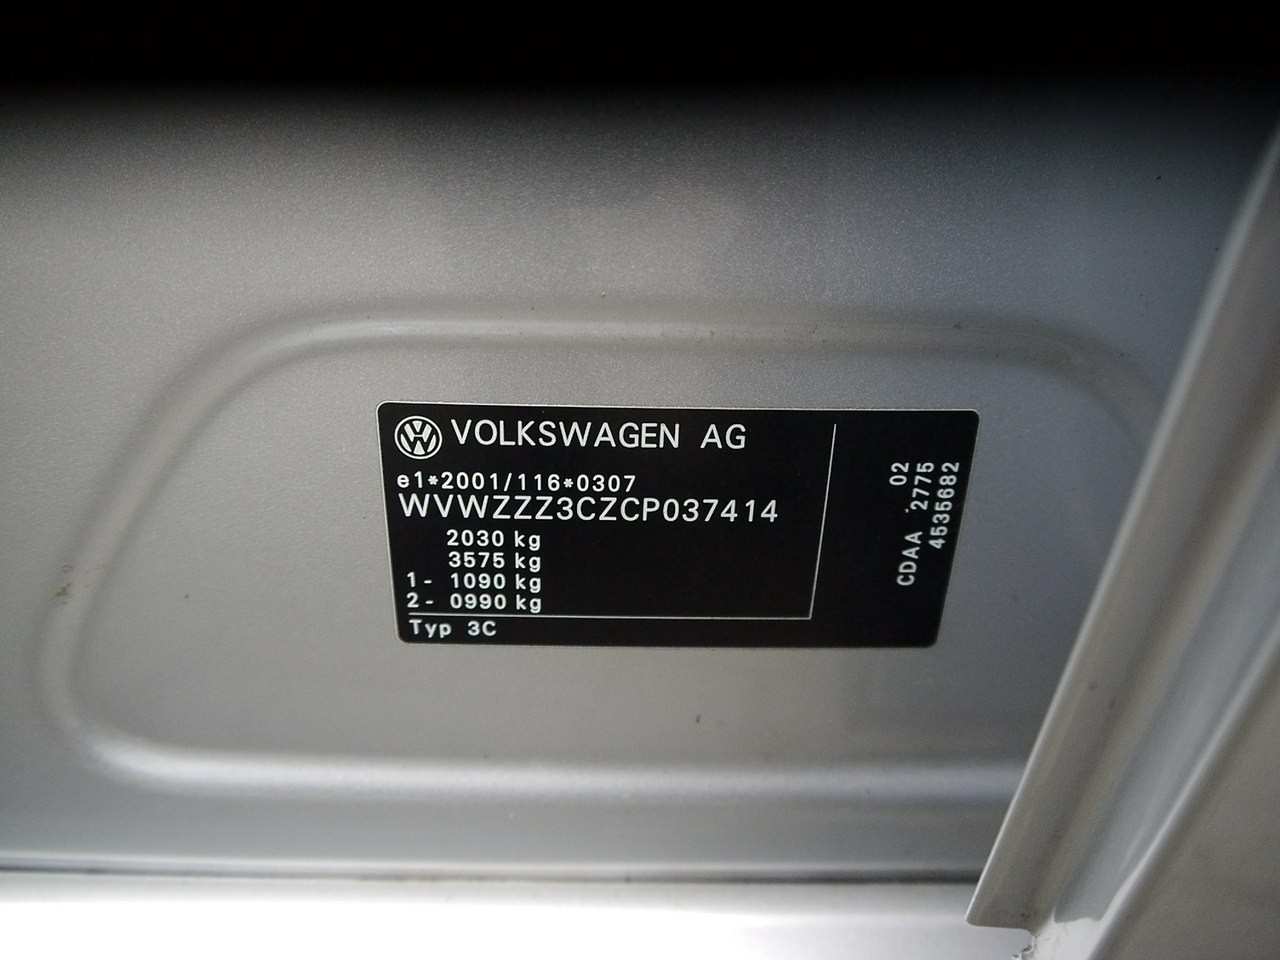 VOLKSWAGEN AG
e1*2001/116*0307
WVWZZZ3CZCP037414
2030 kg
3575 kg
1- 1090 kg
2- 0990 kg
Typ 3C
CDAA 2775 02
4535682